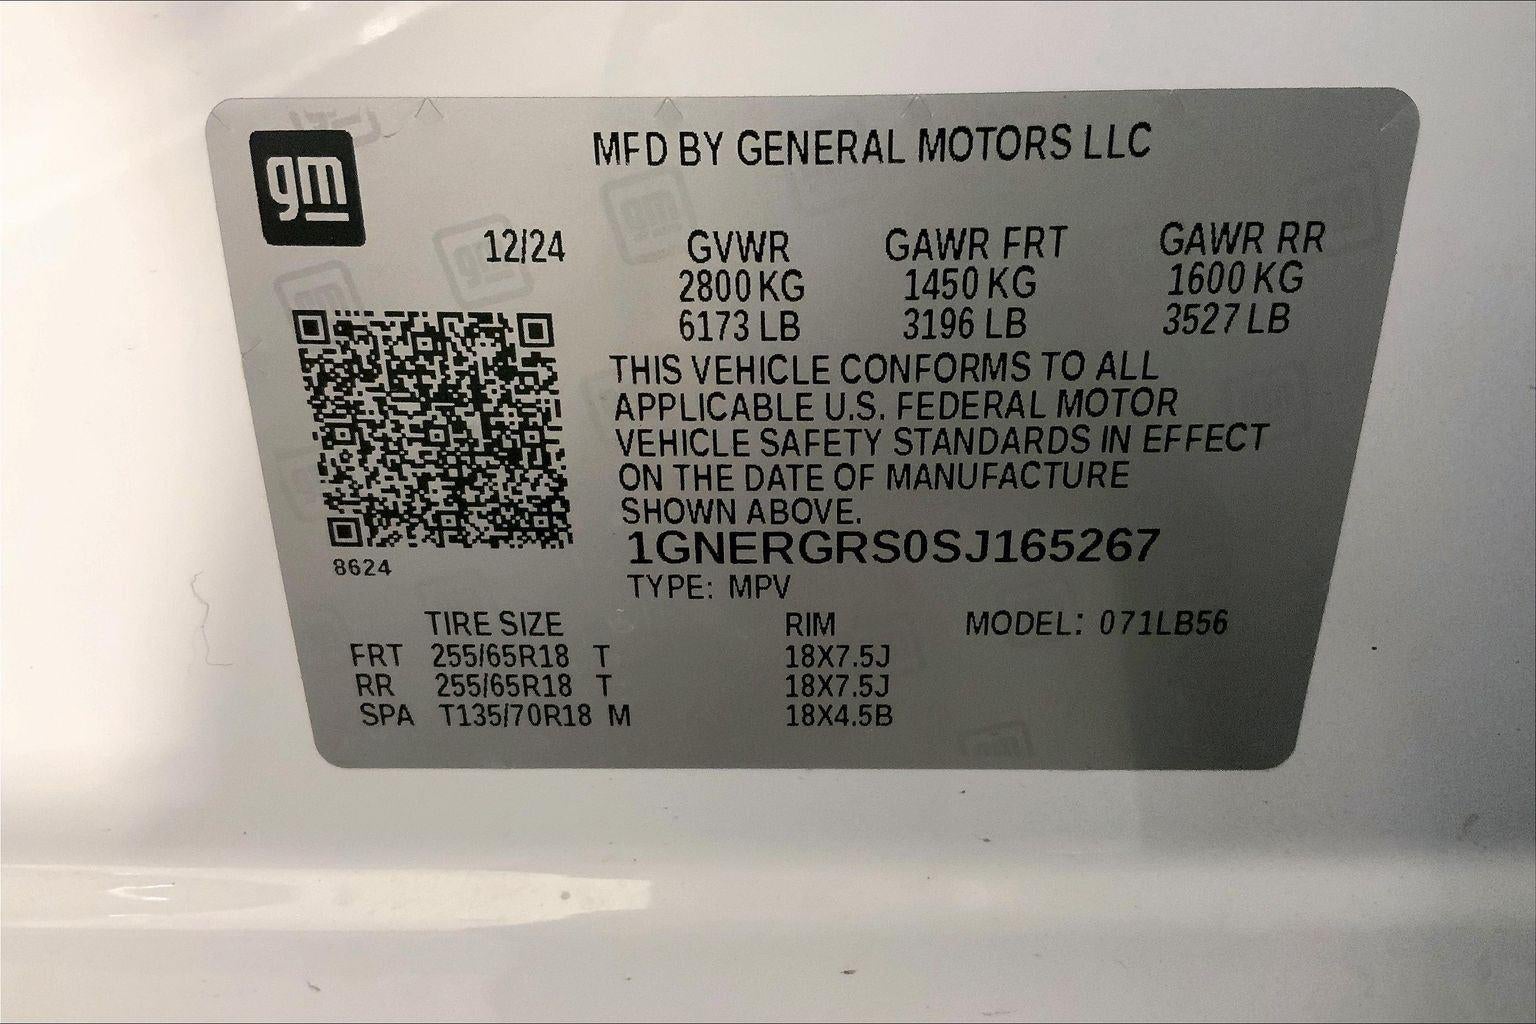 gm
MFD BY GENERAL MOTORS LLC
12/24 GVWR GAWR FRT GAWR RR
2800 KG 1450 KG 1600 KG
6173 LB 3196 LB 3527 LB
THIS VEHICLE CONFORMS TO ALL
APPLICABLE U.S. FEDERAL MOTOR
VEHICLE SAFETY STANDARDS IN EFFECT
ON THE DATE OF MANUFACTURE
SHOWN ABOVE.
1GNERGRS0SJ165267
8624
TYPE: MPV
TIRE SIZE RIM MODEL: 071LB56
FRT 255/65R18 T 18X7.5J
RR 255/65R18 T 18X7.5J
SPA T135/70R18 M 18X4.5B